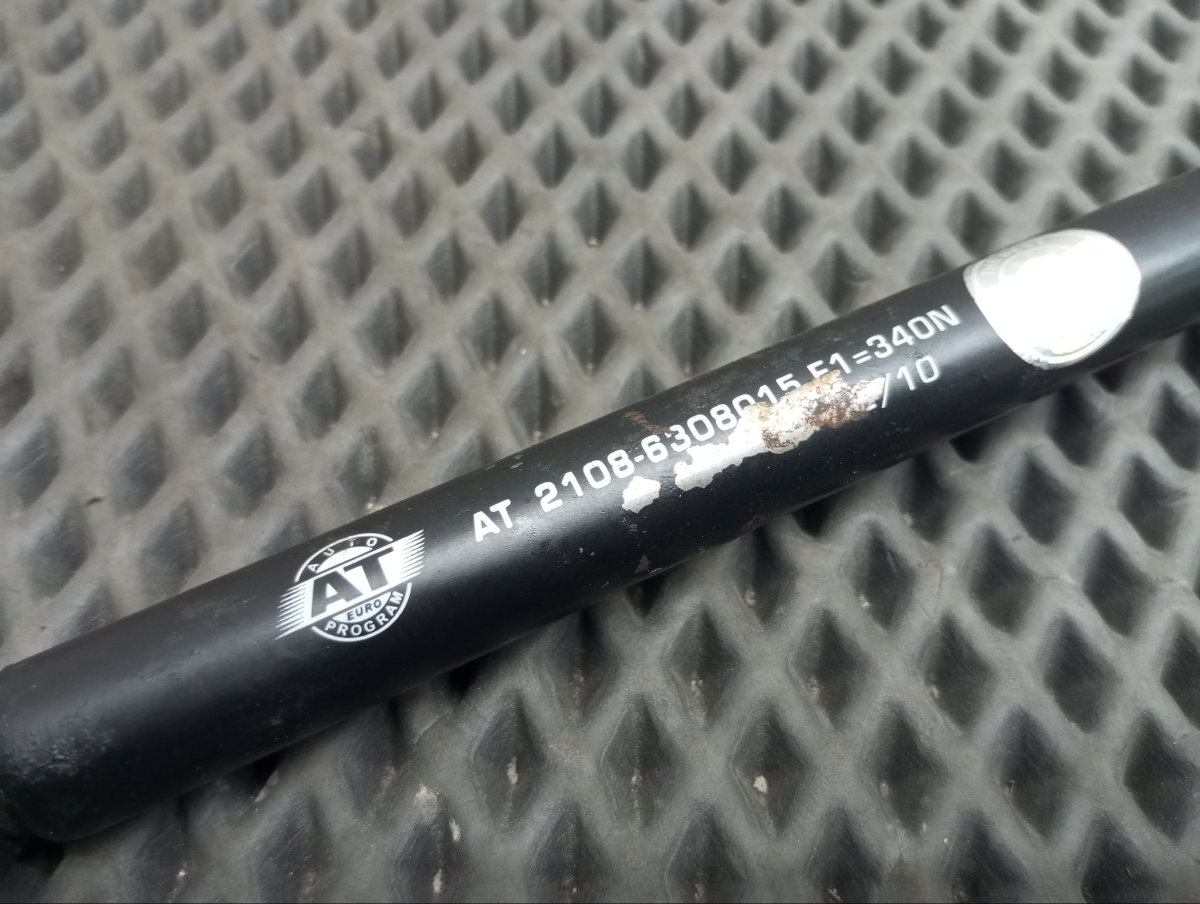 AUTO
AT
EURO
PROGRAM
AT 2108-6308015 F1=340N
/10